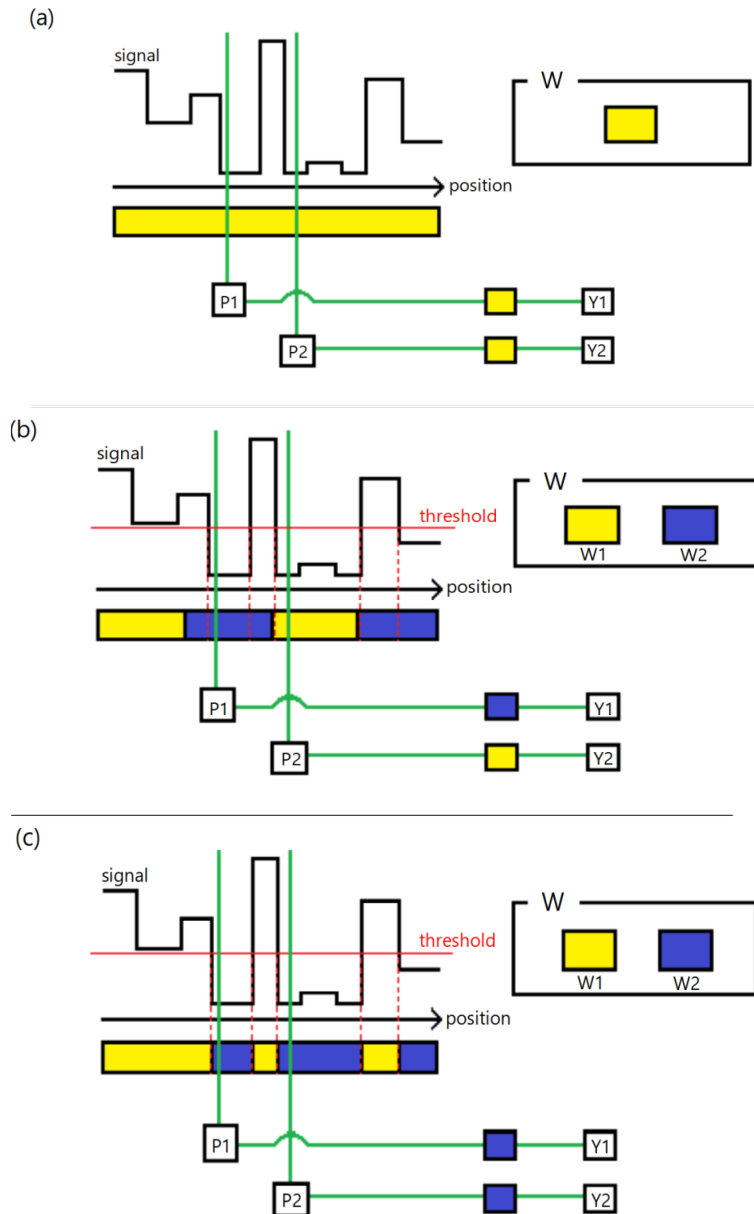 (a)
signal
W
position
P1
Y1
P2
Y2
(b)
signal
W
threshold
W1 W2
position
P1
Y1
P2
Y2
(c)
signal
W
threshold
W1 W2
position
P1
Y1
P2
Y2